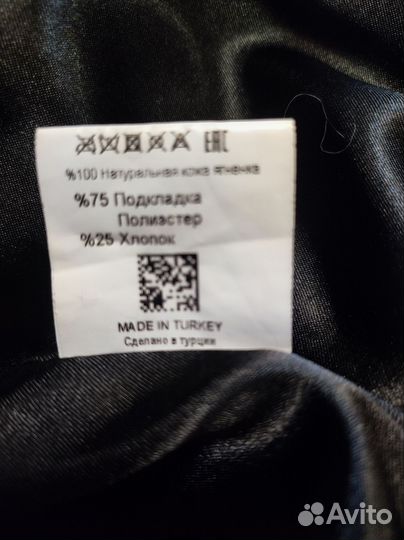 EAC
%100 Натуральная кожа ягненка
%75 Подкладка
Полиэстер
%25 Хлопок
MADE IN TURKEY
Сделано в турции
Avito